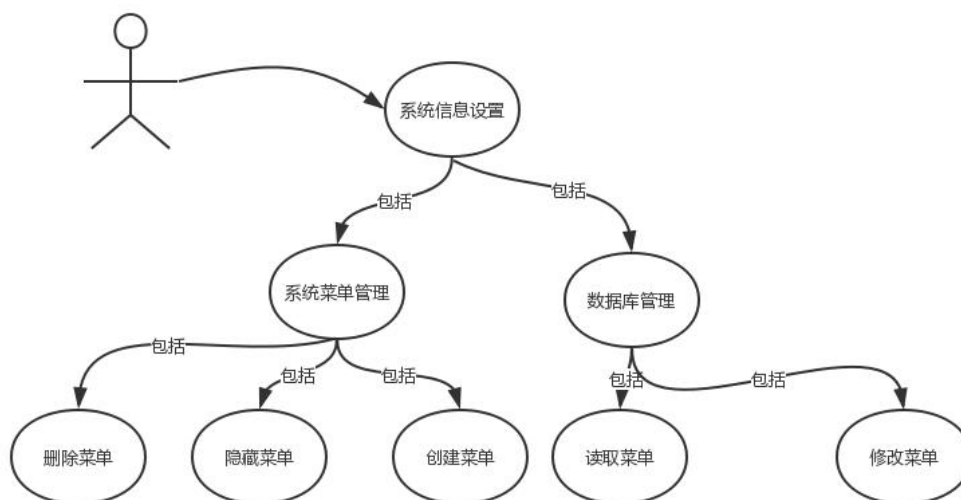 系统信息设置
包括
包括
系统菜单管理
数据库管理
包括
包括
包括
包括
包括
删除菜单
隐藏菜单
创建菜单
读取菜单
修改菜单